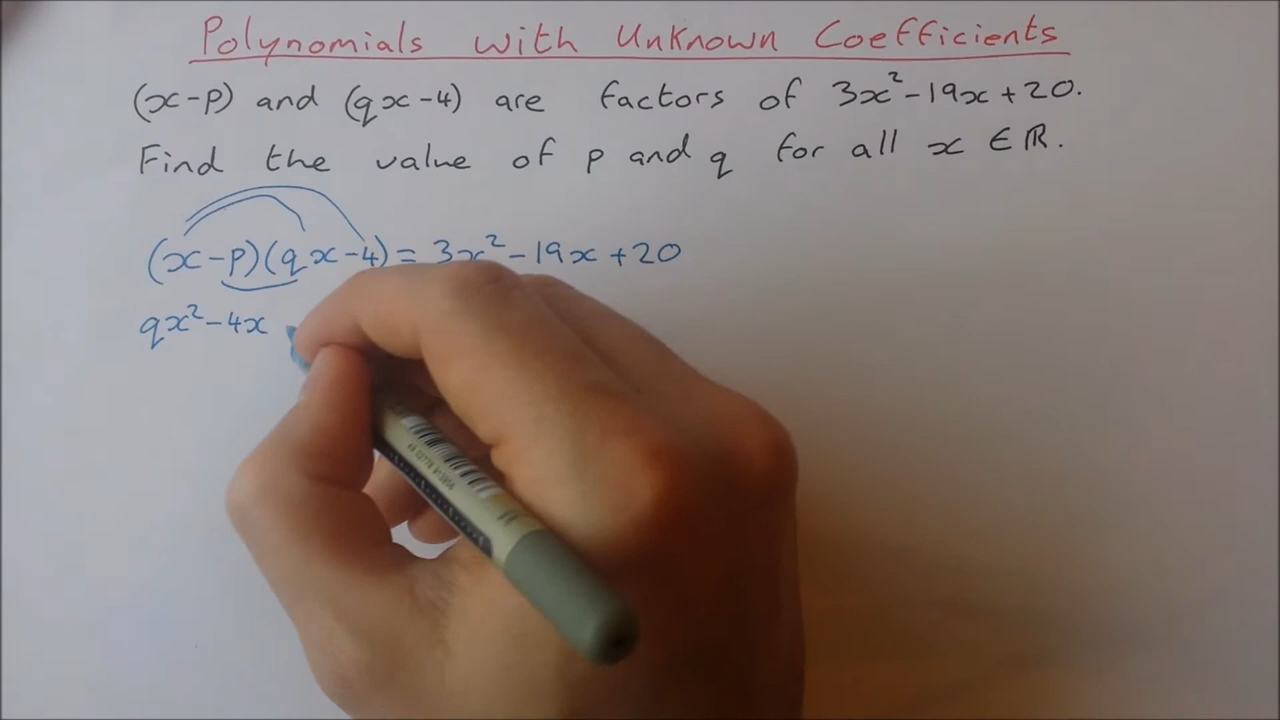 Polynomials with Unknown Coefficients
(x-p) and (qx-4) are factors of 3x²-19x+20.
Find the value of p and q for all x ∈ ℝ.
(x-p)(qx-4) = 3x²-19x+20
qx²-4x